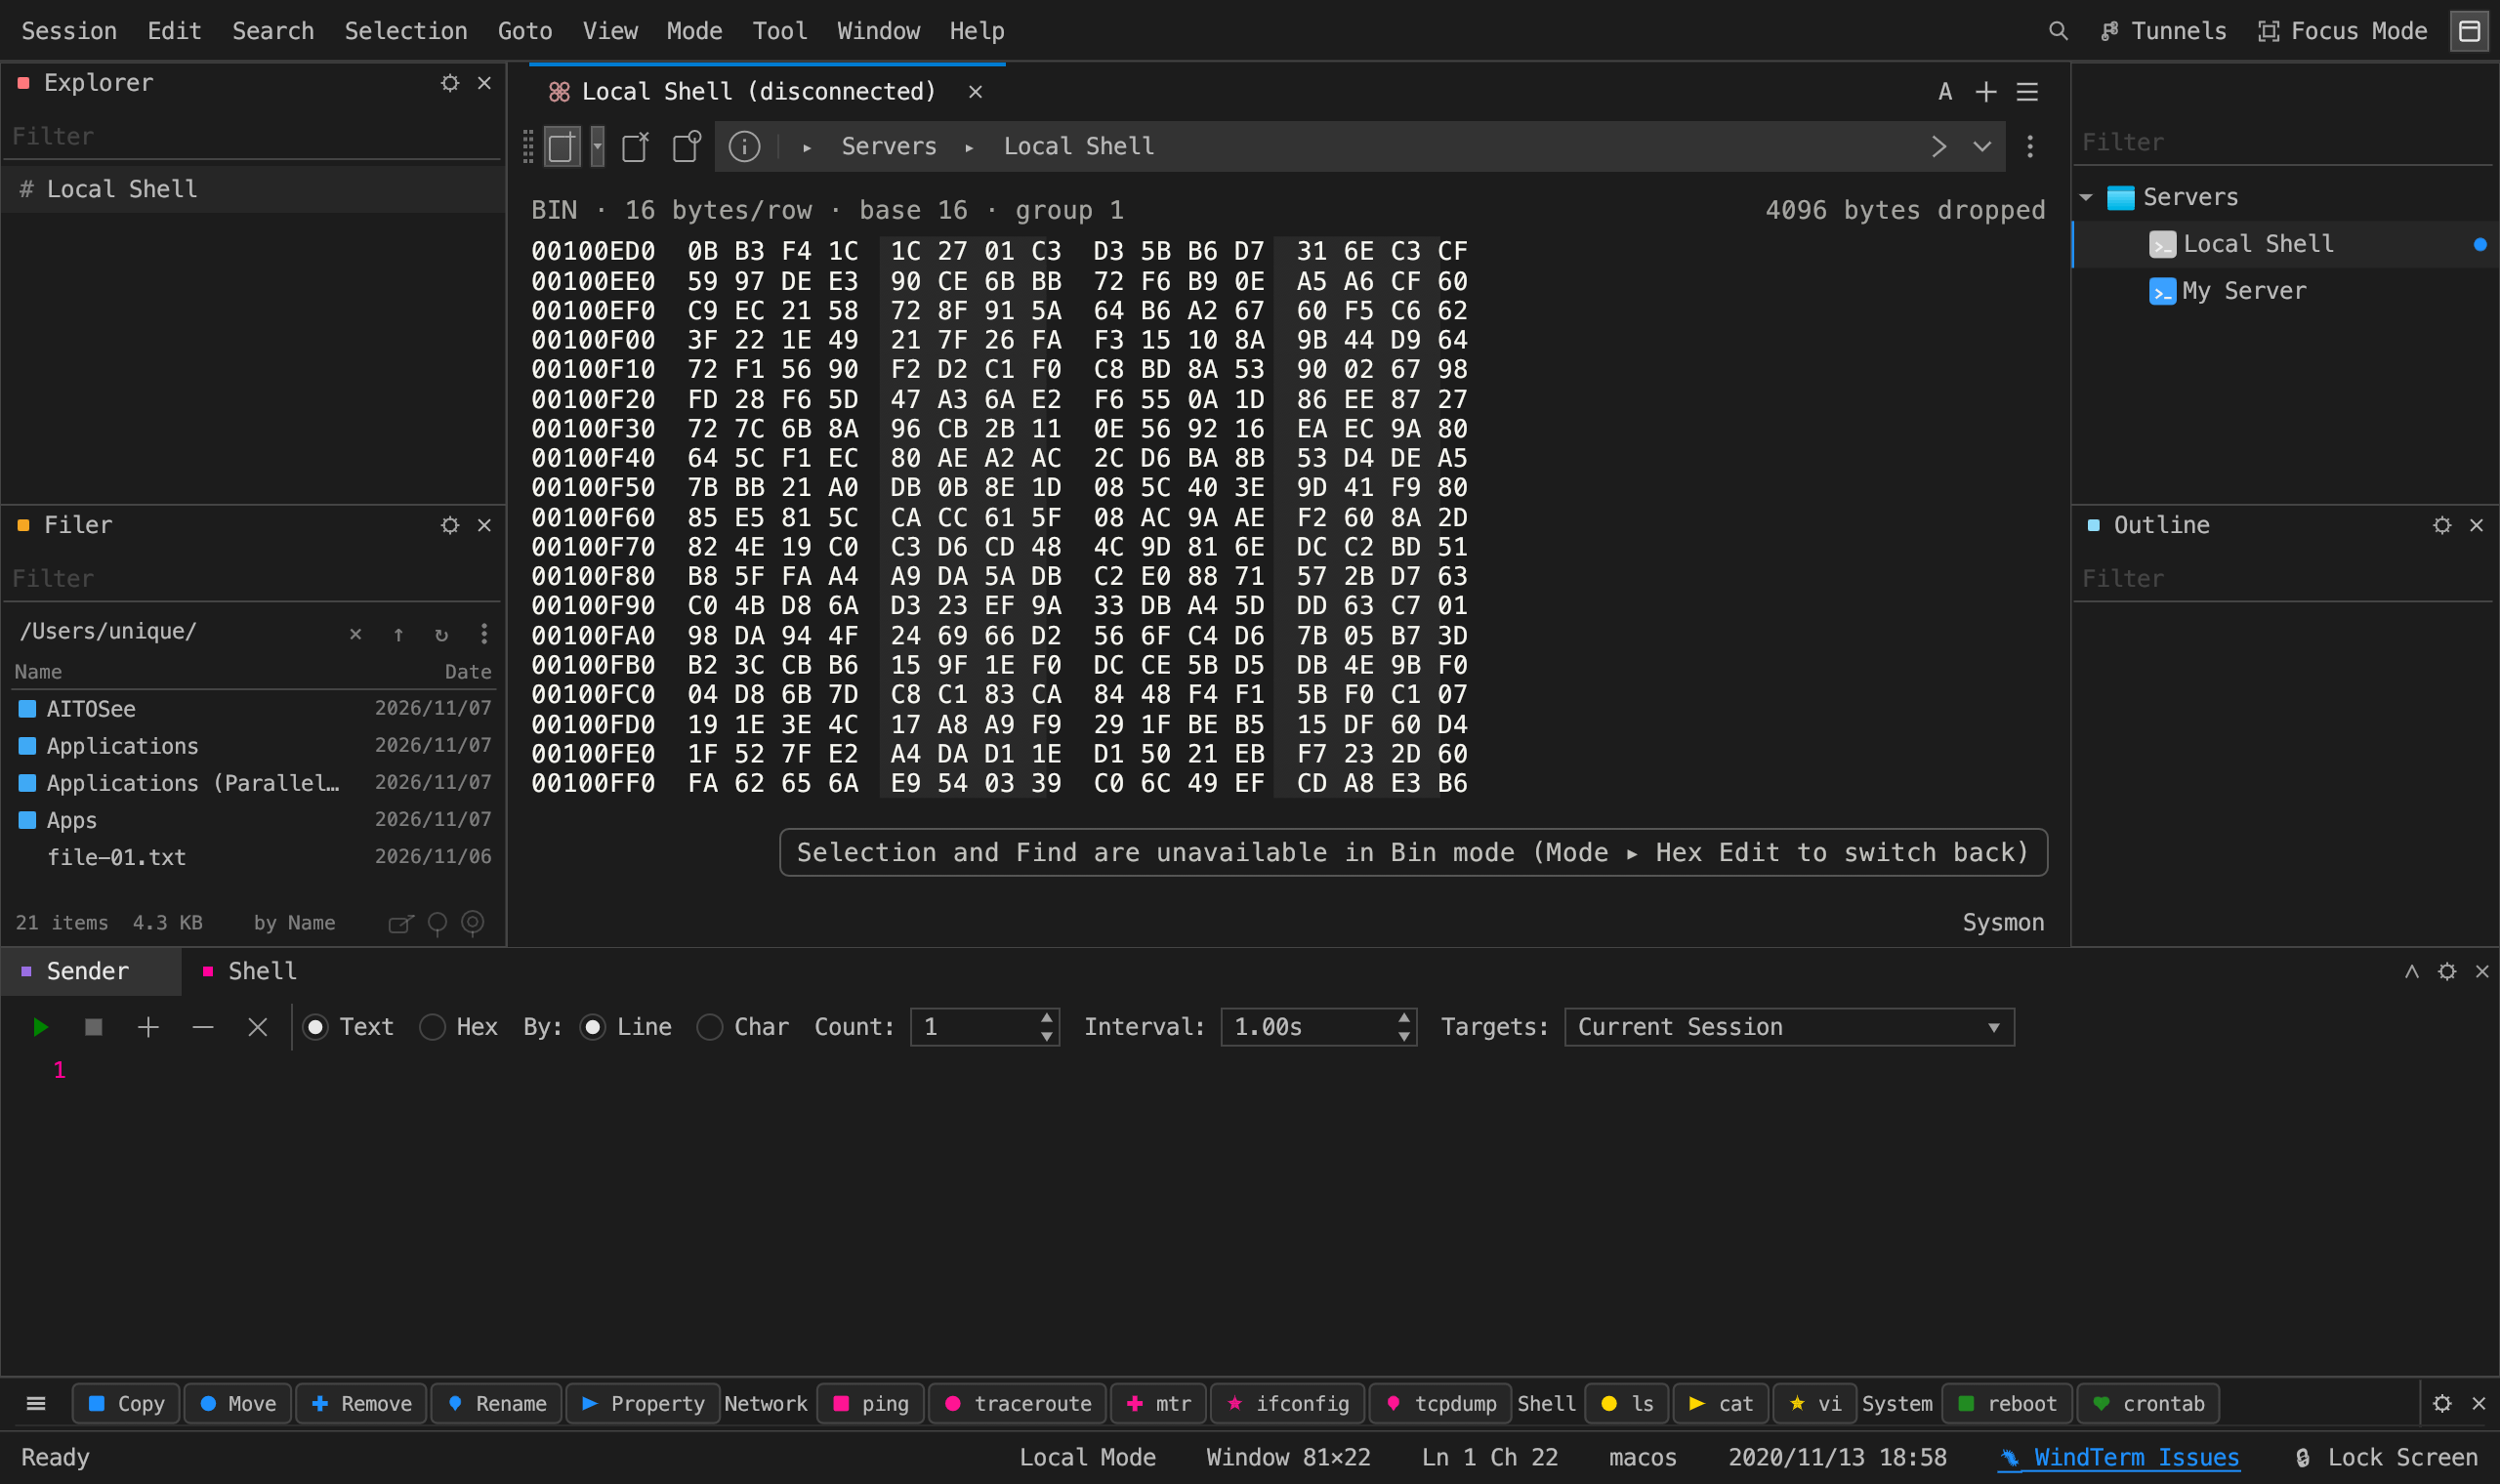 Session Edit Search Selection Goto View Mode Tool Window Help Tunnels Focus Mode
Explorer
Filter
# Local Shell
Filer
Filter
/Users/unique/
Name Date
AITOSee 2026/11/07
Applications 2026/11/07
Applications (Parallel… 2026/11/07
Apps 2026/11/07
file-01.txt 2026/11/06
21 items 4.3 KB by Name
Local Shell (disconnected)
A
Servers ▸ Local Shell
BIN · 16 bytes/row · base 16 · group 1 4096 bytes dropped
00100ED0 0B B3 F4 1C 1C 27 01 C3 D3 5B B6 D7 31 6E C3 CF
00100EE0 59 97 DE E3 90 CE 6B BB 72 F6 B9 0E A5 A6 CF 60
00100EF0 C9 EC 21 58 72 8F 91 5A 64 B6 A2 67 60 F5 C6 62
00100F00 3F 22 1E 49 21 7F 26 FA F3 15 10 8A 9B 44 D9 64
00100F10 72 F1 56 90 F2 D2 C1 F0 C8 BD 8A 53 90 02 67 98
00100F20 FD 28 F6 5D 47 A3 6A E2 F6 55 0A 1D 86 EE 87 27
00100F30 72 7C 6B 8A 96 CB 2B 11 0E 56 92 16 EA EC 9A 80
00100F40 64 5C F1 EC 80 AE A2 AC 2C D6 BA 8B 53 D4 DE A5
00100F50 7B BB 21 A0 DB 0B 8E 1D 08 5C 40 3E 9D 41 F9 80
00100F60 85 E5 81 5C CA CC 61 5F 08 AC 9A AE F2 60 8A 2D
00100F70 82 4E 19 C0 C3 D6 CD 48 4C 9D 81 6E DC C2 BD 51
00100F80 B8 5F FA A4 A9 DA 5A DB C2 E0 88 71 57 2B D7 63
00100F90 C0 4B D8 6A D3 23 EF 9A 33 DB A4 5D DD 63 C7 01
00100FA0 98 DA 94 4F 24 69 66 D2 56 6F C4 D6 7B 05 B7 3D
00100FB0 B2 3C CB B6 15 9F 1E F0 DC CE 5B D5 DB 4E 9B F0
00100FC0 04 D8 6B 7D C8 C1 83 CA 84 48 F4 F1 5B F0 C1 07
00100FD0 19 1E 3E 4C 17 A8 A9 F9 29 1F BE B5 15 DF 60 D4
00100FE0 1F 52 7F E2 A4 DA D1 1E D1 50 21 EB F7 23 2D 60
00100FF0 FA 62 65 6A E9 54 03 39 C0 6C 49 EF CD A8 E3 B6
Selection and Find are unavailable in Bin mode (Mode ▸ Hex Edit to switch back)
Sysmon
Filter
Servers
Local Shell
My Server
Outline
Filter
Sender Shell
Text Hex By: Line Char Count: 1 Interval: 1.00s Targets: Current Session
1
Copy Move Remove Rename Property Network ping traceroute mtr ifconfig tcpdump Shell ls cat vi System reboot crontab
Ready Local Mode Window 81×22 Ln 1 Ch 22 macos 2020/11/13 18:58 WindTerm Issues Lock Screen